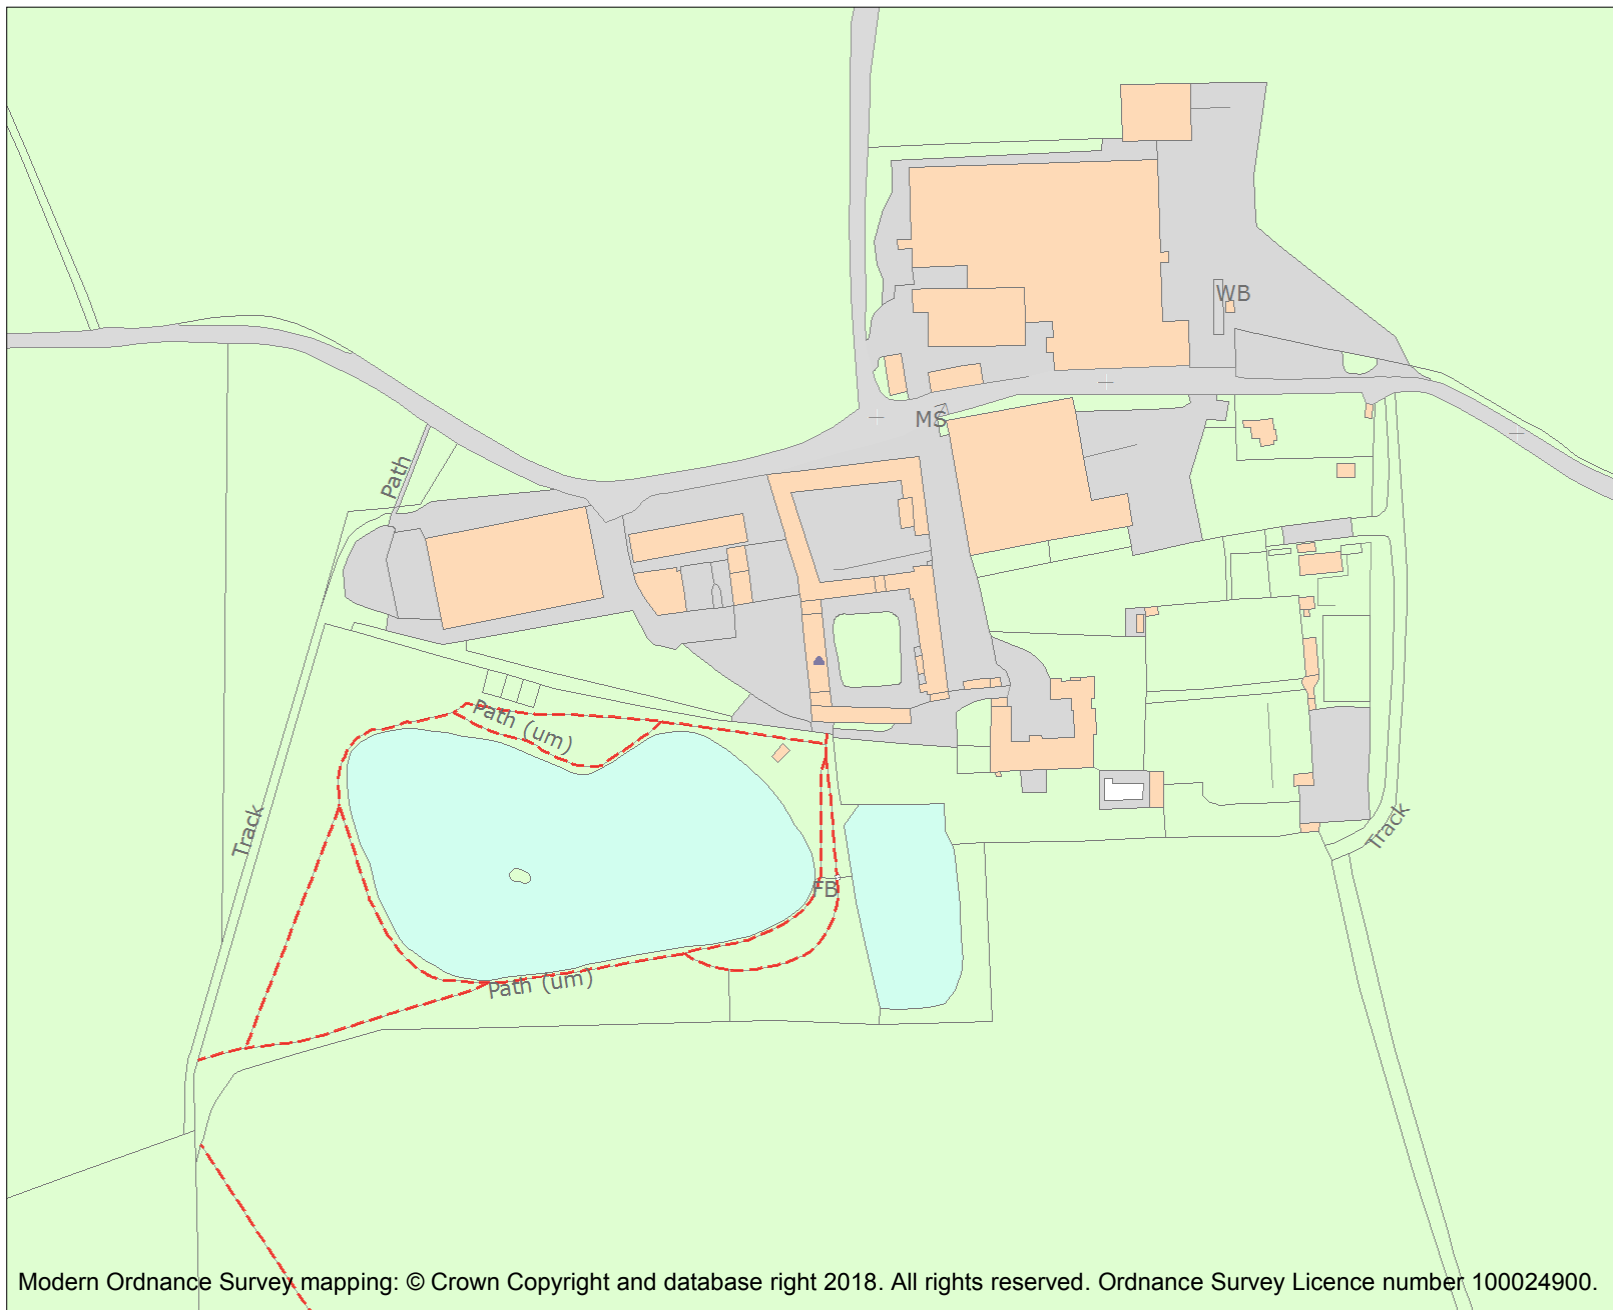 WB
MS
Path
Path (um)
Track
Track
FB
Path (um)
Modern Ordnance Survey mapping: © Crown Copyright and database right 2018. All rights reserved. Ordnance Survey Licence number 100024900.